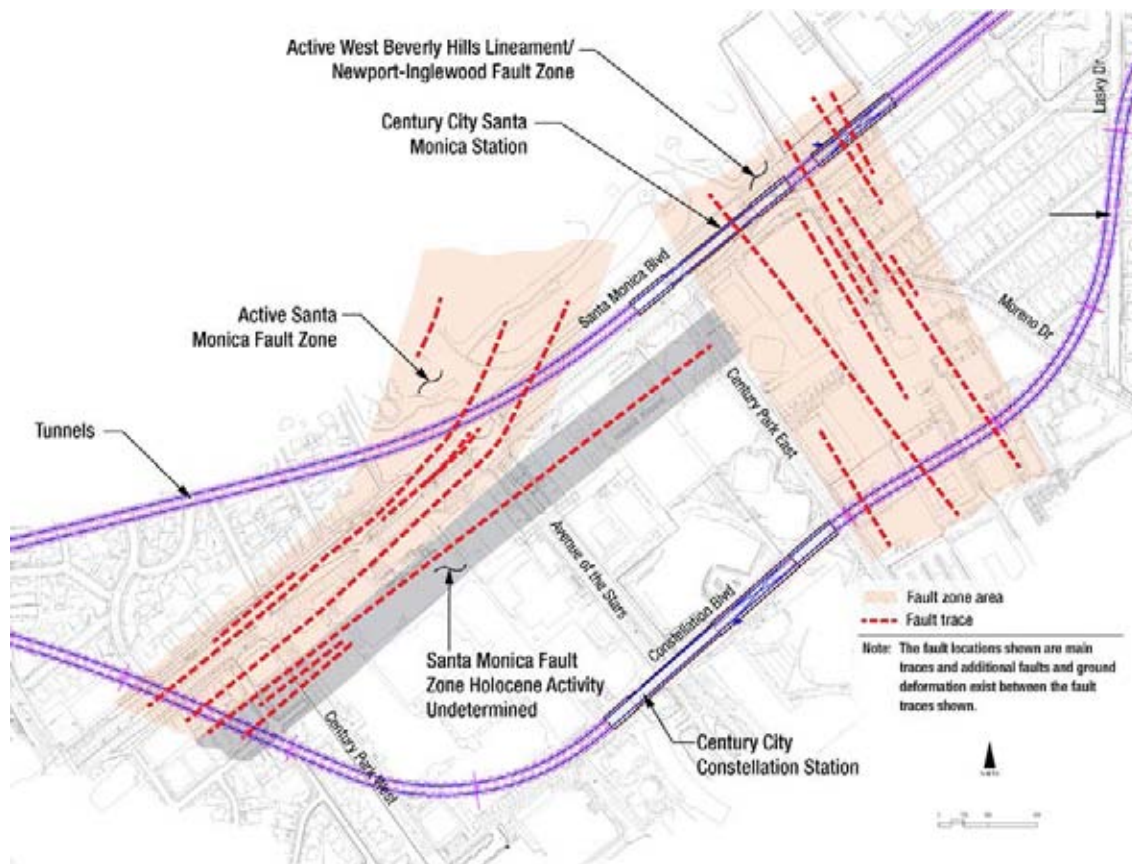 Active West Beverly Hills Lineament/
Newport-Inglewood Fault Zone
Century City Santa
Monica Station
Lasky Dr
Santa Monica Blvd
Moreno Dr
Active Santa
Monica Fault Zone
Century Park East
Tunnels
Avenue of the Stars
Constellation Blvd
Fault zone area
Fault trace
Note: The fault locations shown are main
traces and additional faults and ground
deformation exist between the fault
traces shown.
Santa Monica Fault
Zone Holocene Activity
Undetermined
Century Park West
Century City
Constellation Station